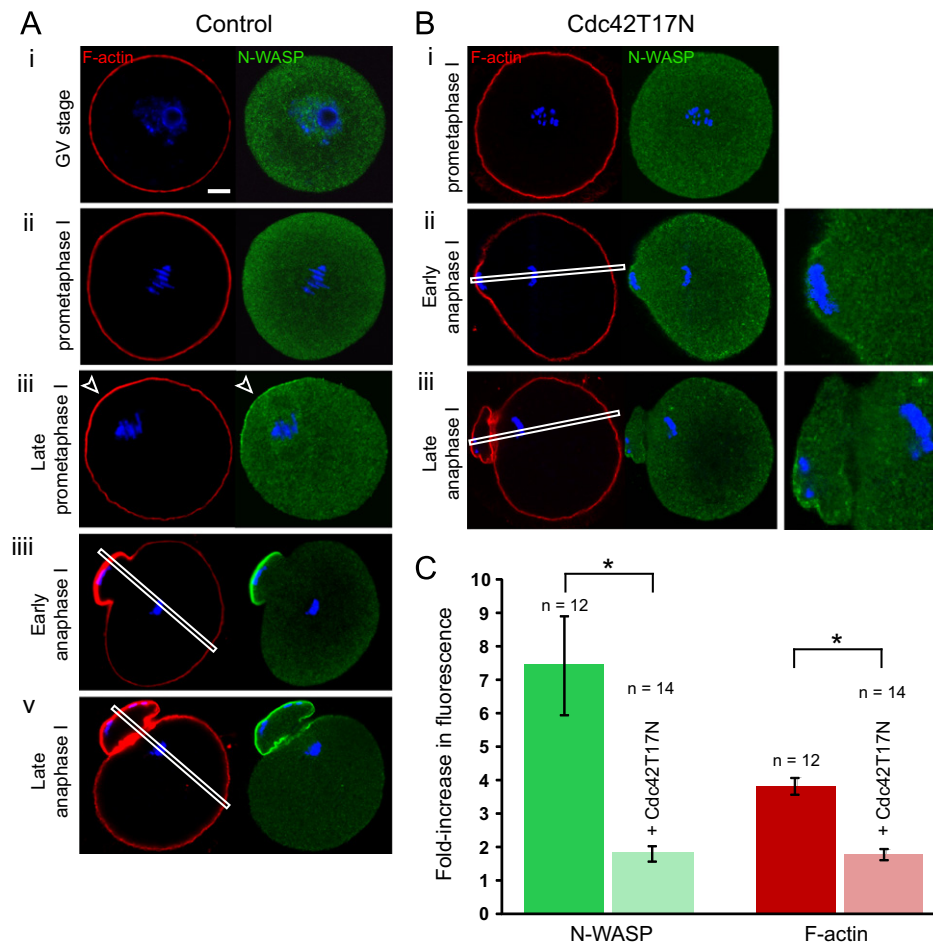 A
Control
i
GV stage
F-actin
N-WASP
ii
prometaphase I
iii
Late
prometaphase I
iiii
Early
anaphase I
v
Late
anaphase I
B
Cdc42T17N
i
prometaphase I
F-actin
N-WASP
ii
Early
anaphase I
iii
Late
anaphase I
C
Fold-increase in fluorescence
10
9
8
7
6
5
4
3
2
1
0
*
n = 12
n = 14
+ Cdc42T17N
*
n = 12
n = 14
+ Cdc42T17N
N-WASP
F-actin